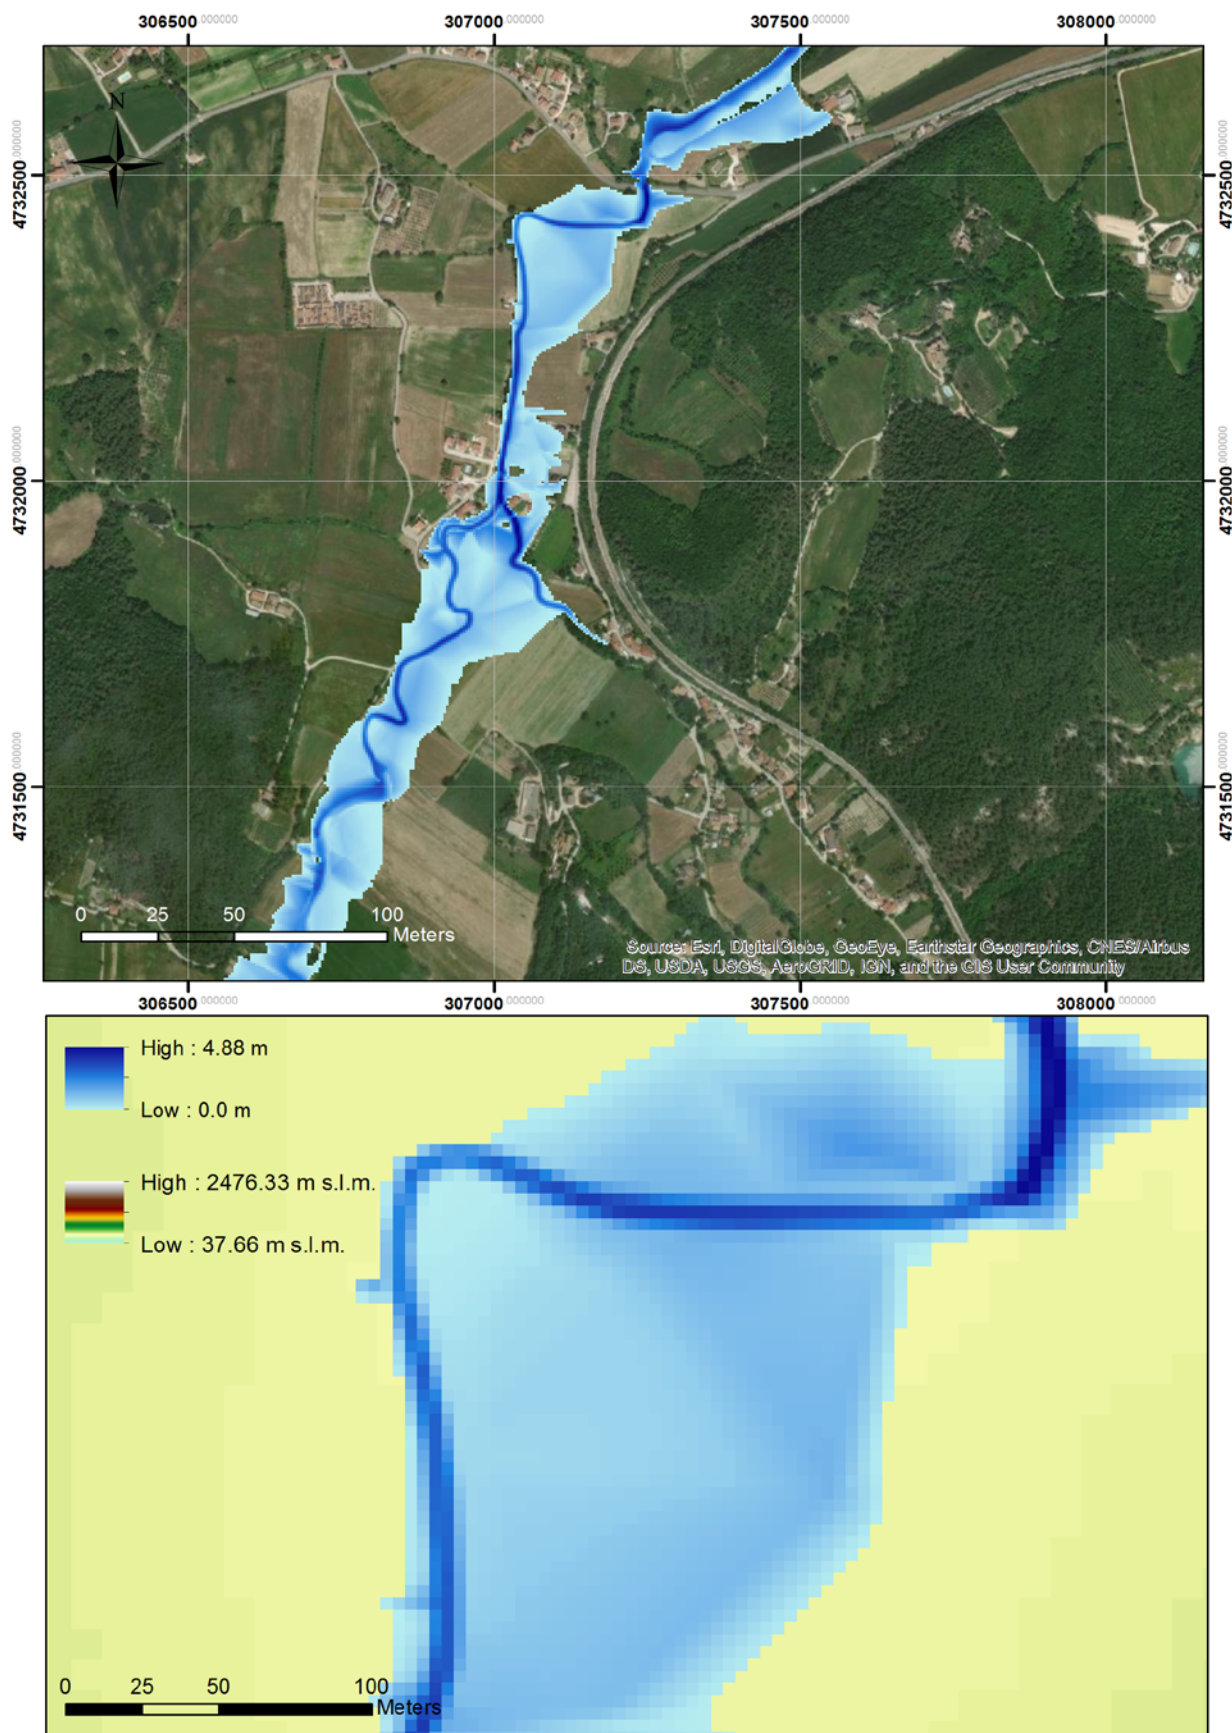 306500.000000 307000.000000 307500.000000 308000.000000
N
4732500.000000 4732500.000000
4732000.000000 4732000.000000
4731500.000000 4731500.000000
0 25 50 100
Meters
Source: Esri, DigitalGlobe, GeoEye, Earthstar Geographics, CNES/Airbus
DS, USDA, USGS, AeroGRID, IGN, and the GIS User Community
306500.000000 307000.000000 307500.000000 308000.000000
High : 4.88 m
Low : 0.0 m
High : 2476.33 m s.l.m.
Low : 37.66 m s.l.m.
0 25 50 100
Meters